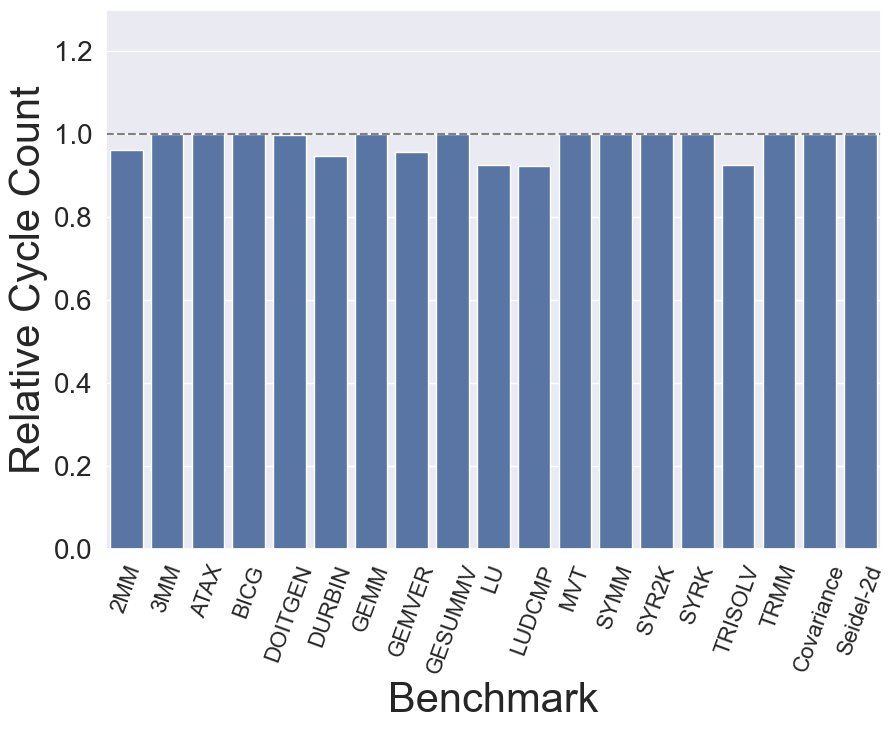 Relative Cycle Count
1.2
1.0
0.8
0.6
0.4
0.2
0.0
2MM
3MM
ATAX
BICG
DOITGEN
DURBIN
GEMM
GEMVER
GESUMMV
LU
LUDCMP
MVT
SYMM
SYR2K
SYRK
TRISOLV
TRMM
Covariance
Seidel-2d
Benchmark